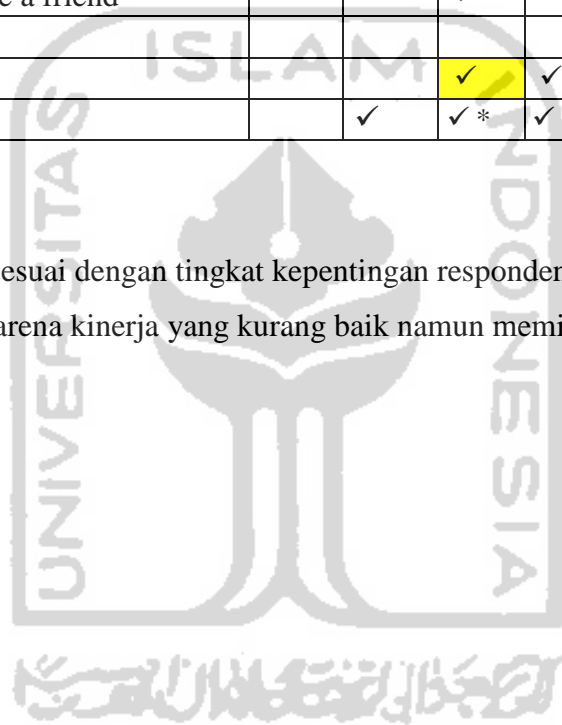 e a friend
✓ ✓
✓ ✓ * ✓
esuai dengan tingkat kepentingan responden
arena kinerja yang kurang baik namun memi
ISLAM
UNIVERSITAS
INDONESIA